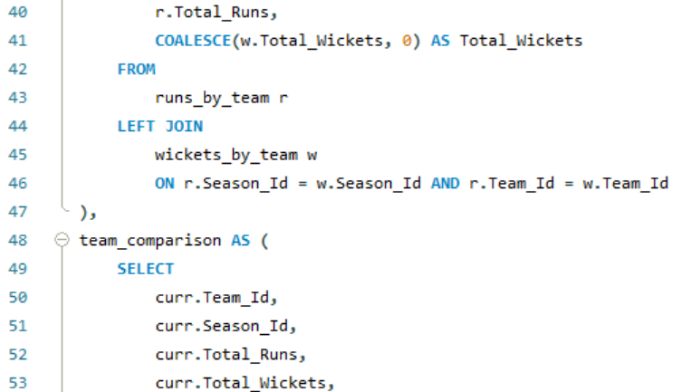 40 r.Total_Runs,
41 COALESCE(w.Total_Wickets, 0) AS Total_Wickets
42 FROM
43 runs_by_team r
44 LEFT JOIN
45 wickets_by_team w
46 ON r.Season_Id = w.Season_Id AND r.Team_Id = w.Team_Id
47 ),
48 team_comparison AS (
49 SELECT
50 curr.Team_Id,
51 curr.Season_Id,
52 curr.Total_Runs,
53 curr.Total_Wickets,